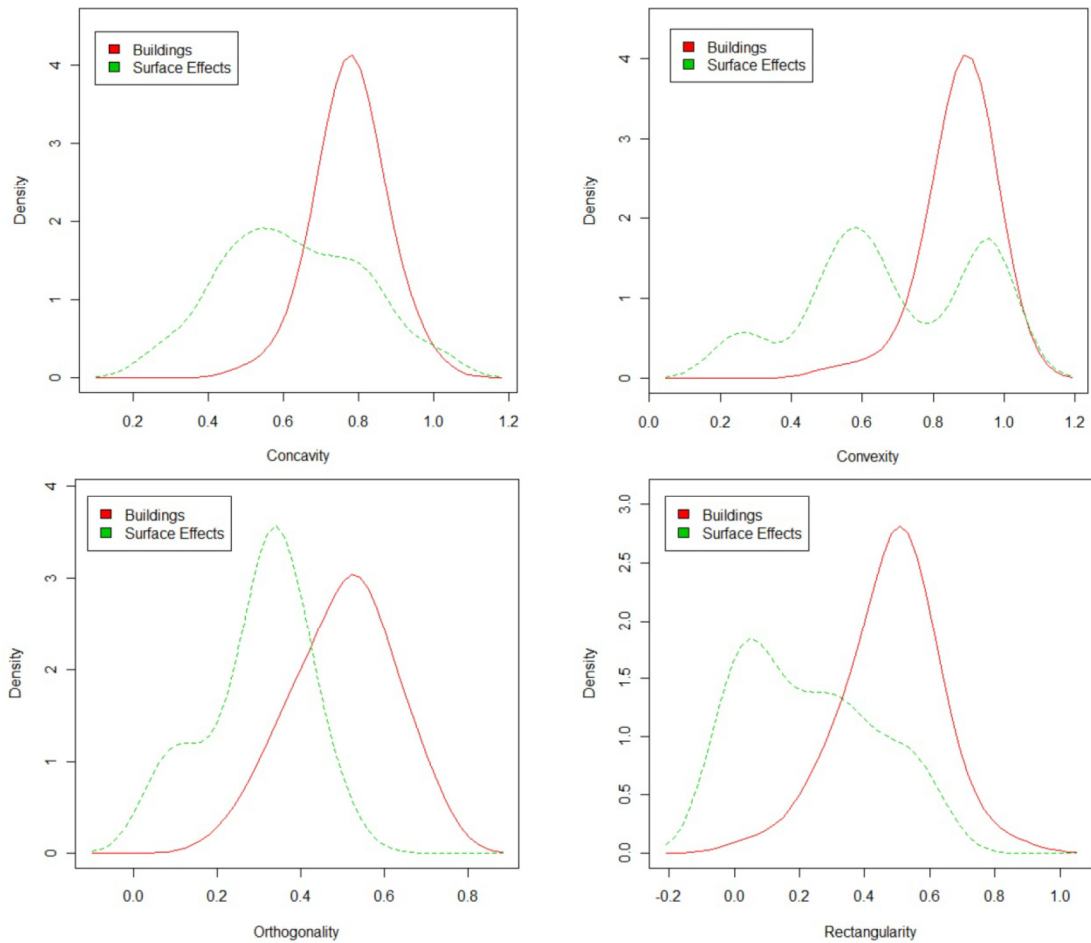 Buildings
Surface Effects
Density
4
3
2
1
0
0.2 0.4 0.6 0.8 1.0 1.2
Concavity
Buildings
Surface Effects
Density
4
3
2
1
0
0.0 0.2 0.4 0.6 0.8 1.0 1.2
Convexity
Buildings
Surface Effects
Density
4
3
2
1
0
0.0 0.2 0.4 0.6 0.8
Orthogonality
Buildings
Surface Effects
Density
3.0
2.5
2.0
1.5
1.0
0.5
0.0
-0.2 0.0 0.2 0.4 0.6 0.8 1.0
Rectangularity